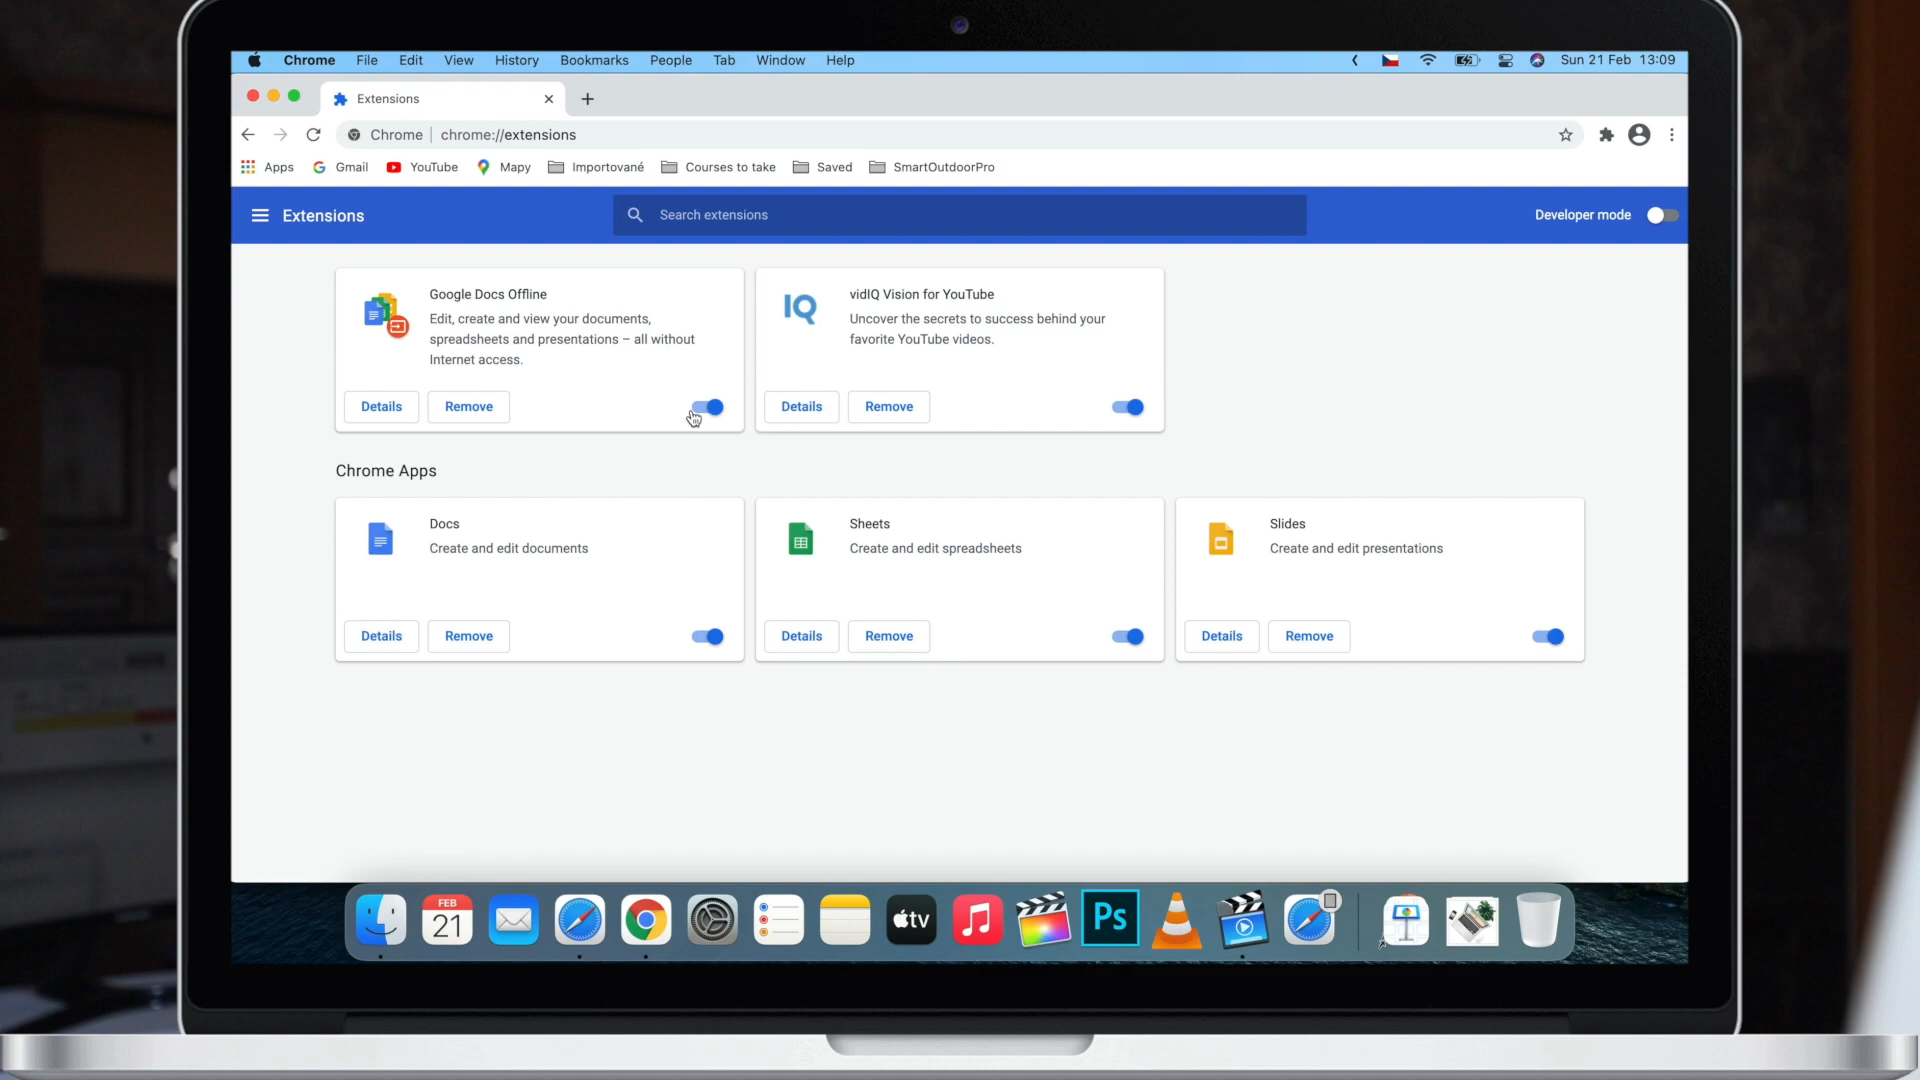 Chrome File Edit View History Bookmarks People Tab Window Help Sun 21 Feb 13:09
Extensions
Chrome chrome://extensions
Apps Gmail YouTube Mapy Importované Courses to take Saved SmartOutdoorPro
Extensions Search extensions Developer mode
Google Docs Offline
Edit, create and view your documents,
spreadsheets and presentations – all without
Internet access.
Details Remove
IQ
vidIQ Vision for YouTube
Uncover the secrets to success behind your
favorite YouTube videos.
Details Remove
Chrome Apps
Docs
Create and edit documents
Details Remove
Sheets
Create and edit spreadsheets
Details Remove
Slides
Create and edit presentations
Details Remove
FEB
21
tv
Ps